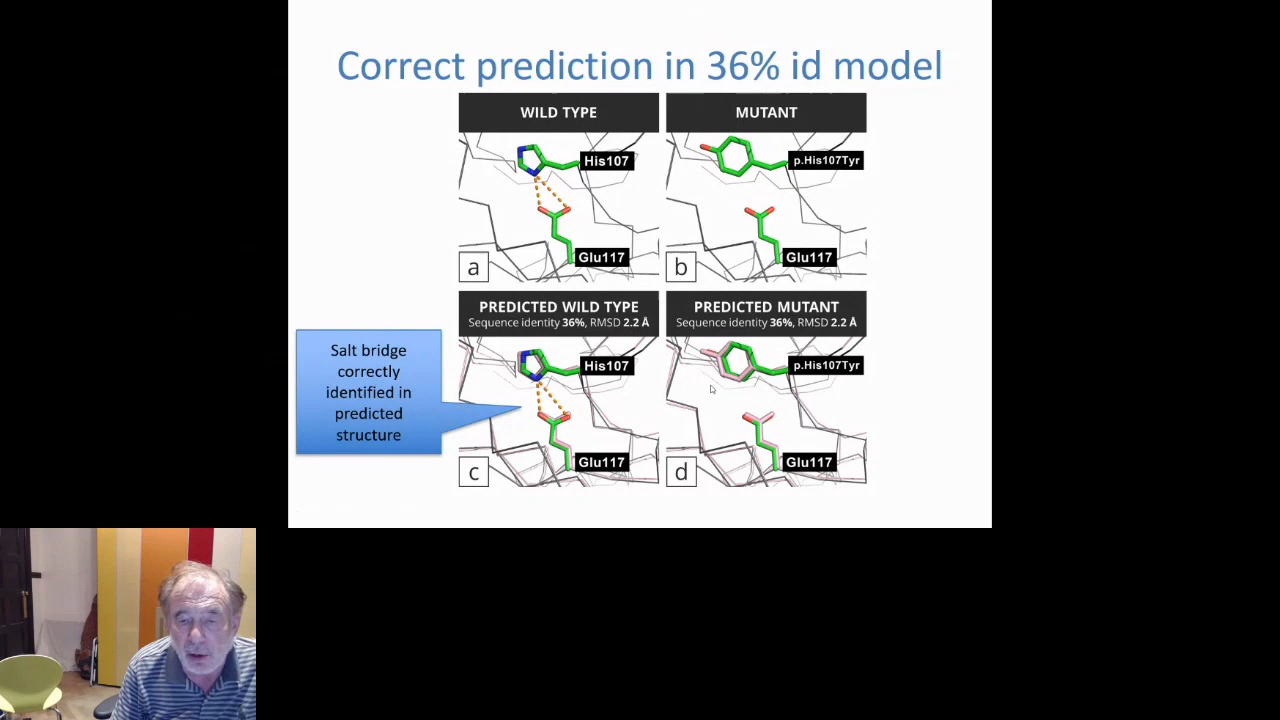 Correct prediction in 36% id model
WILD TYPE
MUTANT
His107
p.His107Tyr
Glu117
Glu117
a
b
PREDICTED WILD TYPE
Sequence identity 36%, RMSD 2.2 Å
PREDICTED MUTANT
Sequence identity 36%, RMSD 2.2 Å
Salt bridge
correctly
identified in
predicted
structure
His107
p.His107Tyr
Glu117
Glu117
c
d